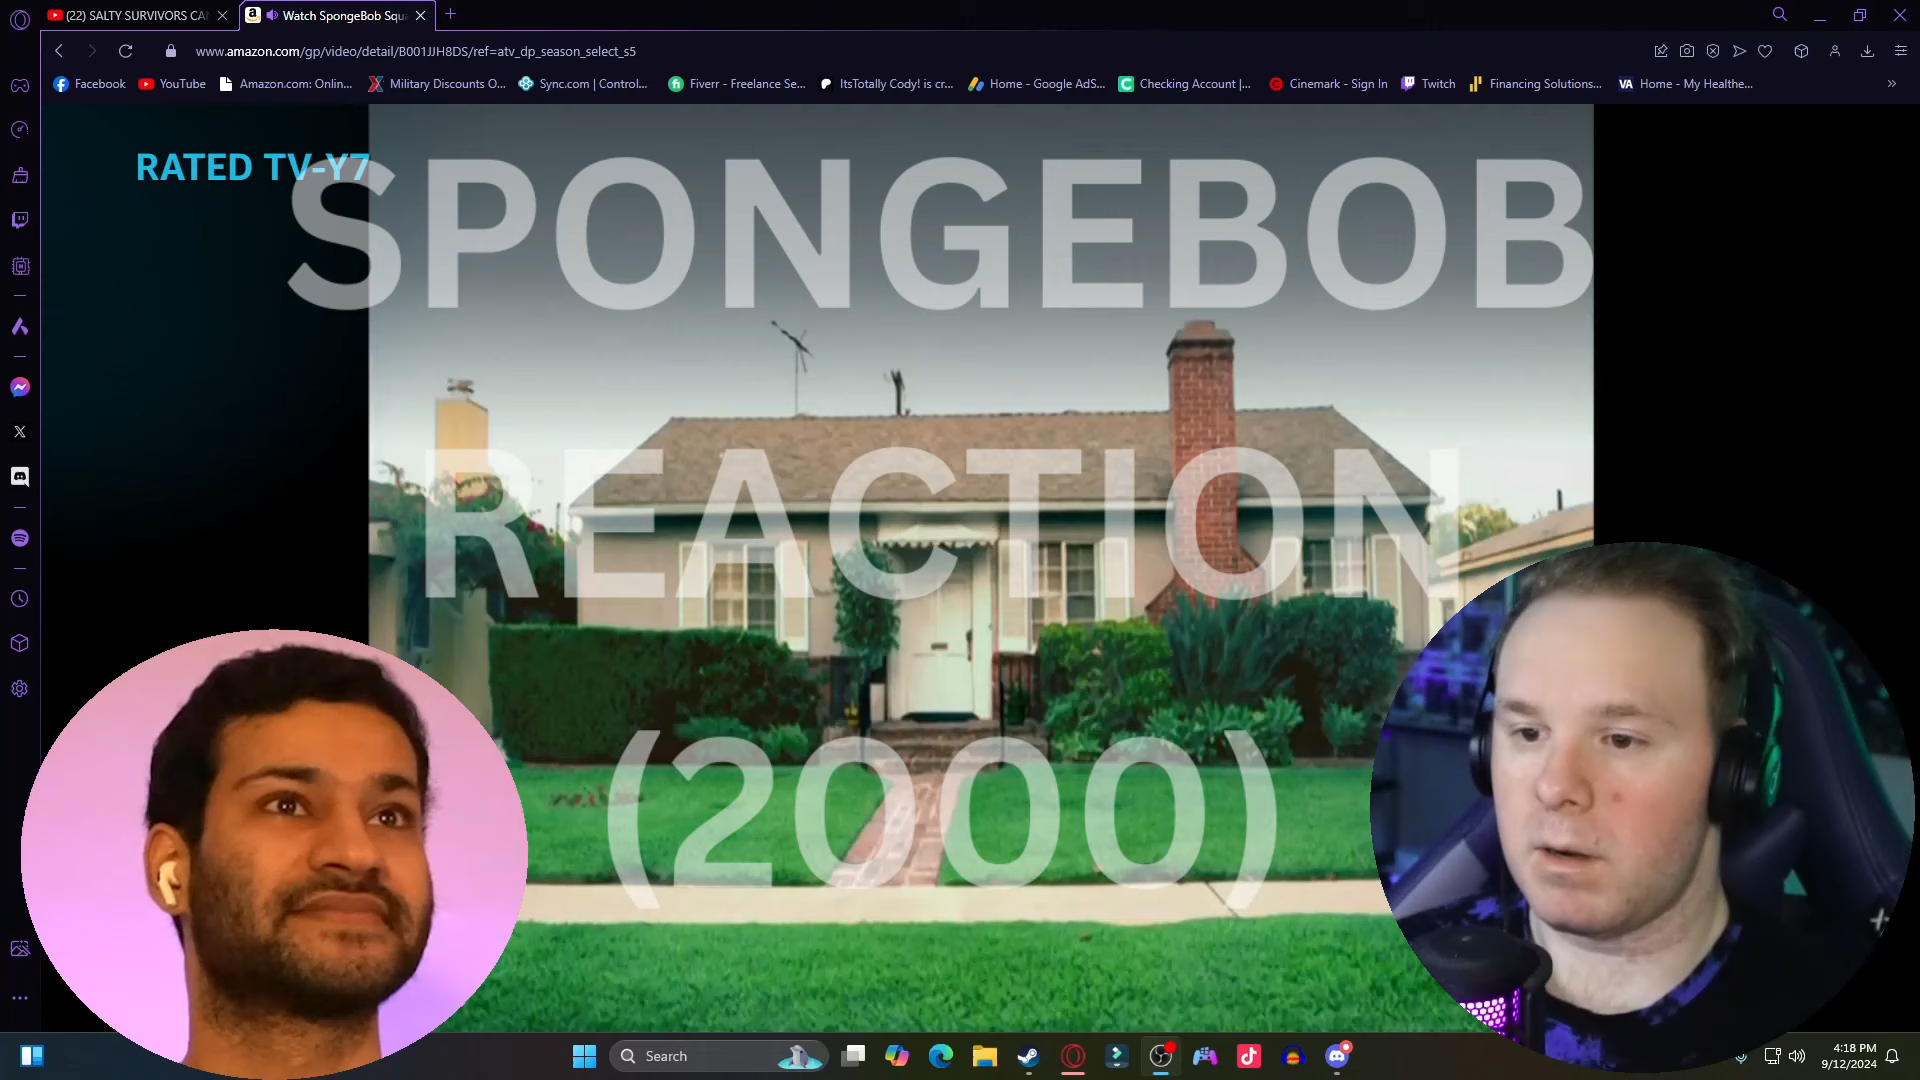 (22) SALTY SURVIVORS CAN
Watch SpongeBob Squa
www.amazon.com/gp/video/detail/B001JJH8DS/ref=atv_dp_season_select_s5
Facebook
YouTube
Amazon.com: Onlin...
Military Discounts O...
Sync.com | Control...
Fiverr - Freelance Se...
ItsTotally Cody! is cr...
Home - Google AdS...
Checking Account |...
Cinemark - Sign In
Twitch
Financing Solutions...
VA
Home - My Healthe...
RATED TV-Y7
SPONGEBOB
REACTION
(2000)
Search
4:18 PM
9/12/2024